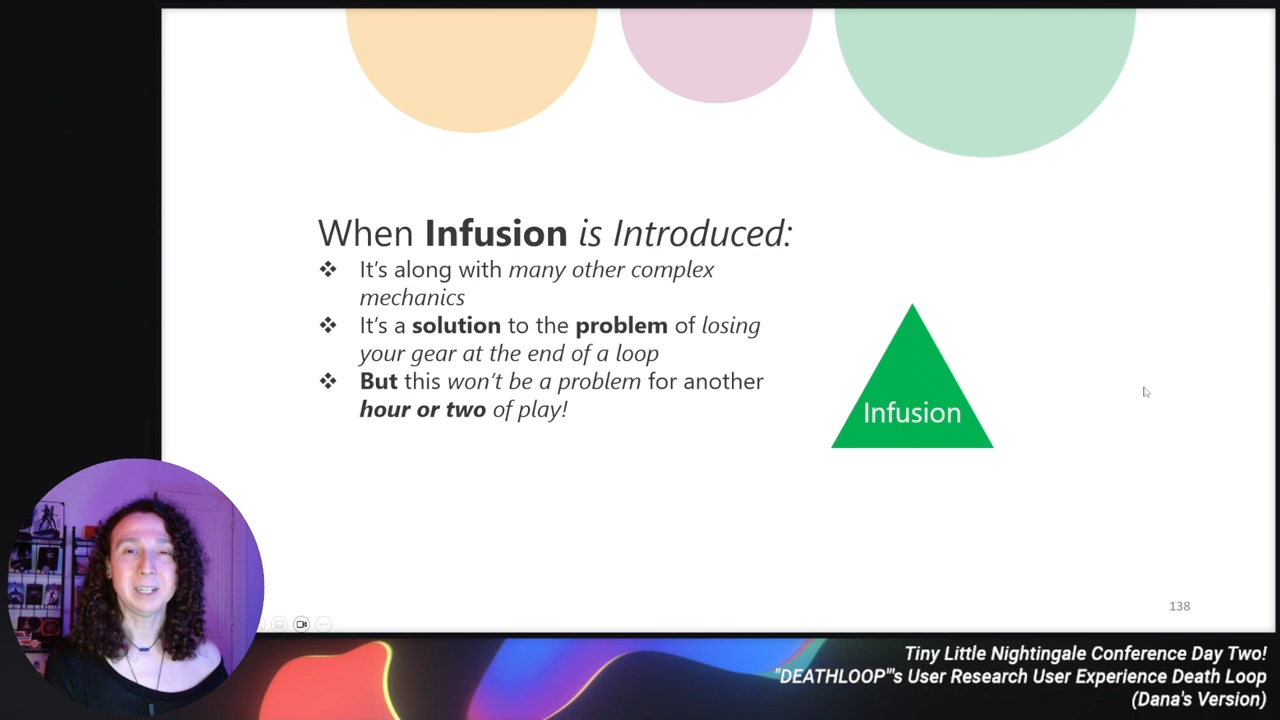 When Infusion is Introduced:
❖ It's along with many other complex
mechanics
❖ It's a solution to the problem of losing
your gear at the end of a loop
❖ But this won't be a problem for another
hour or two of play!
Infusion
138
Tiny Little Nightingale Conference Day Two!
"DEATHLOOP"'s User Research User Experience Death Loop
(Dana's Version)